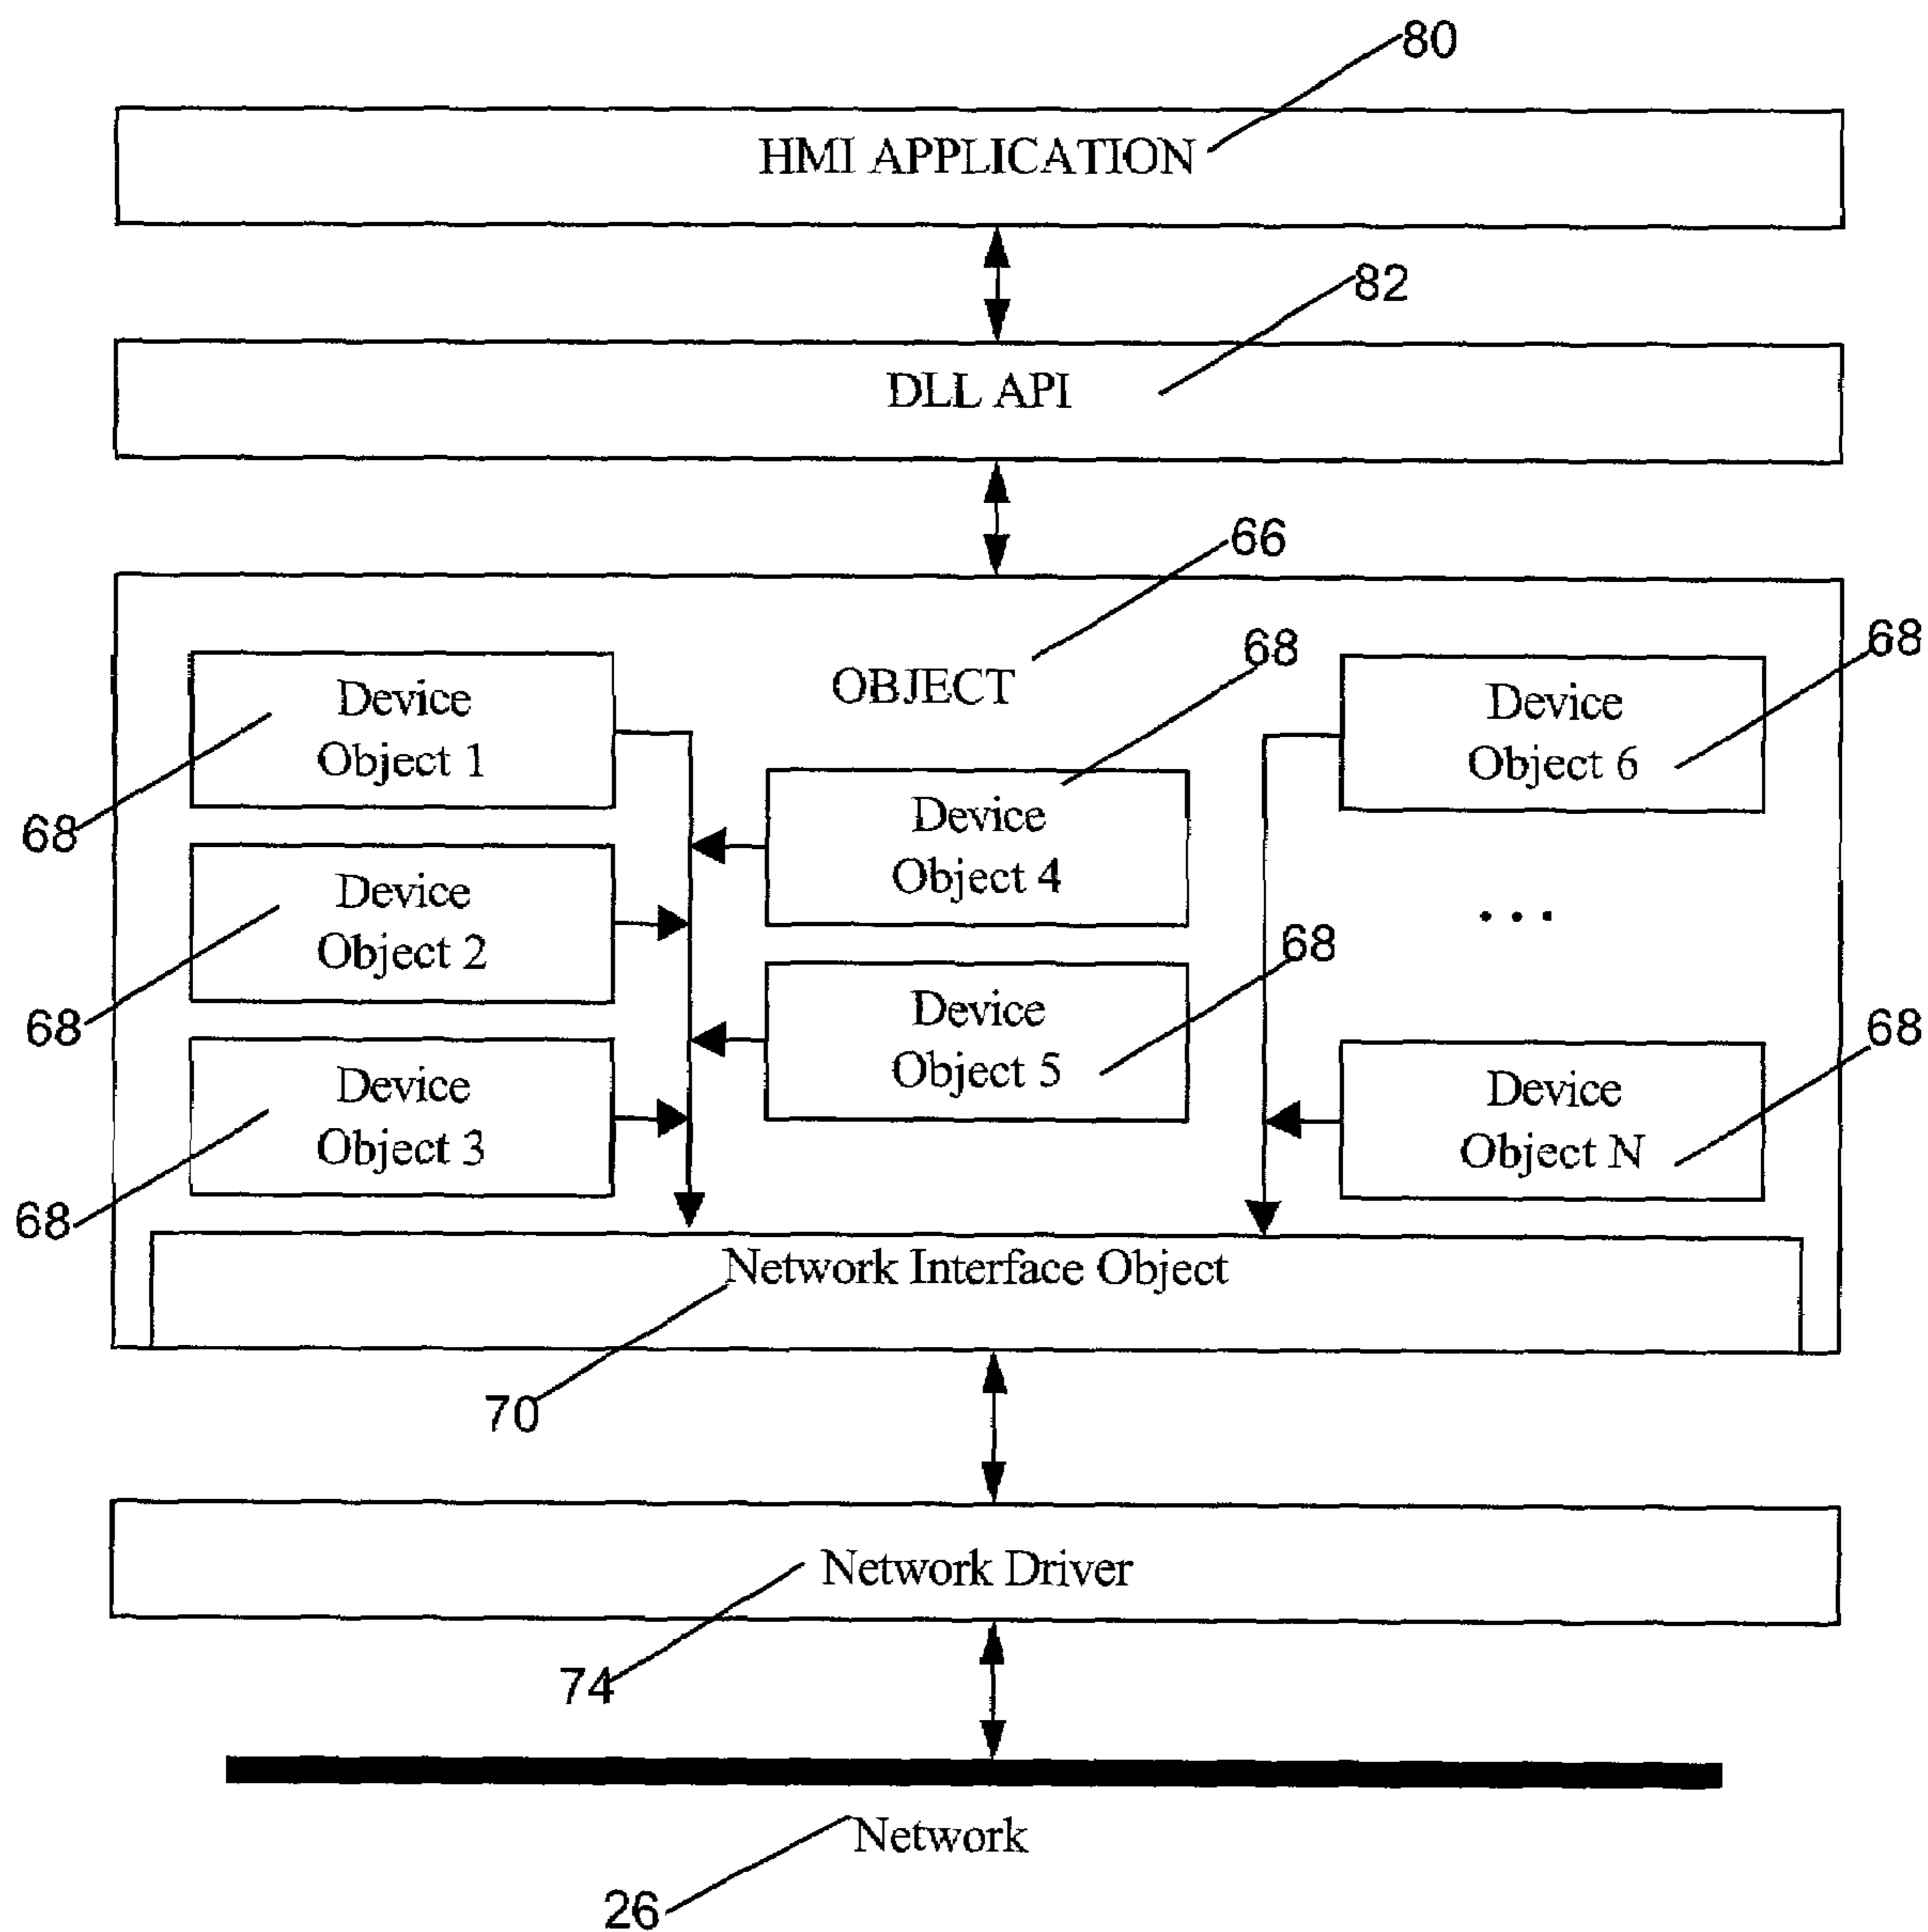 80
HMI APPLICATION
82
DLL API
66
OBJECT
68
68
Device
Object 1
Device
Object 6
68
Device
Object 4
68
Device
Object 2
. . .
68
68
Device
Object 5
68
Device
Object 3
Device
Object N
68
Network Interface Object
70
Network Driver
74
Network
26